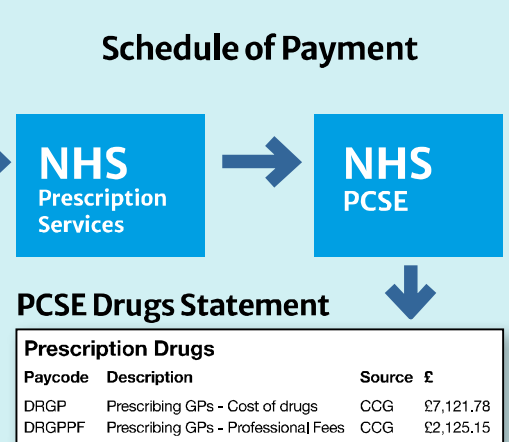 Schedule of Payment
NHS
Prescription
Services
NHS
PCSE
PCSE Drugs Statement
Prescription Drugs
Paycode Description Source £
DRGP Prescribing GPs - Cost of drugs CCG £7,121.78
DRGPPF Prescribing GPs - Professional Fees CCG £2,125.15